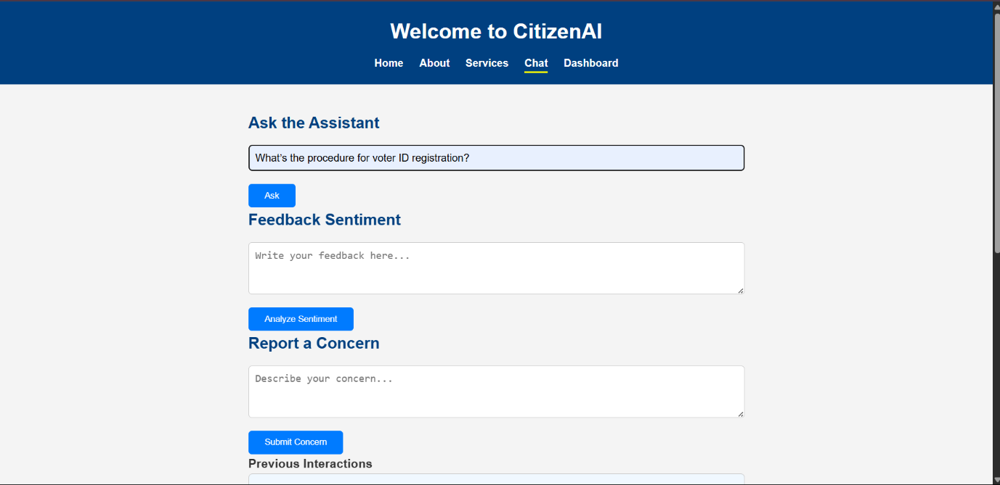 Welcome to CitizenAI
Home About Services Chat Dashboard
Ask the Assistant
What's the procedure for voter ID registration?
Ask
Feedback Sentiment
Write your feedback here...
Analyze Sentiment
Report a Concern
Describe your concern...
Submit Concern
Previous Interactions